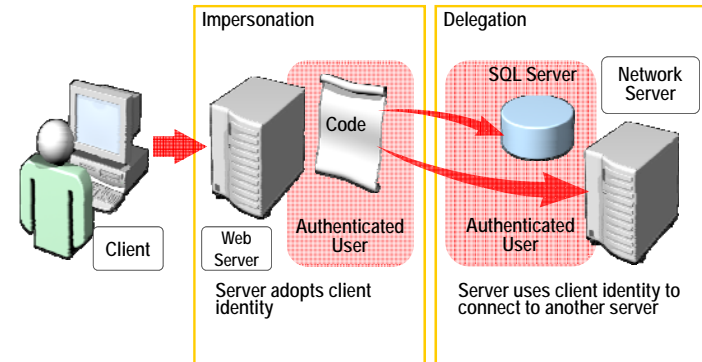 Impersonation
Delegation
SQL Server
Network
Server
Code
Client
Web
Server
Authenticated
User
Authenticated
User
Server adopts client
identity
Server uses client identity to
connect to another server